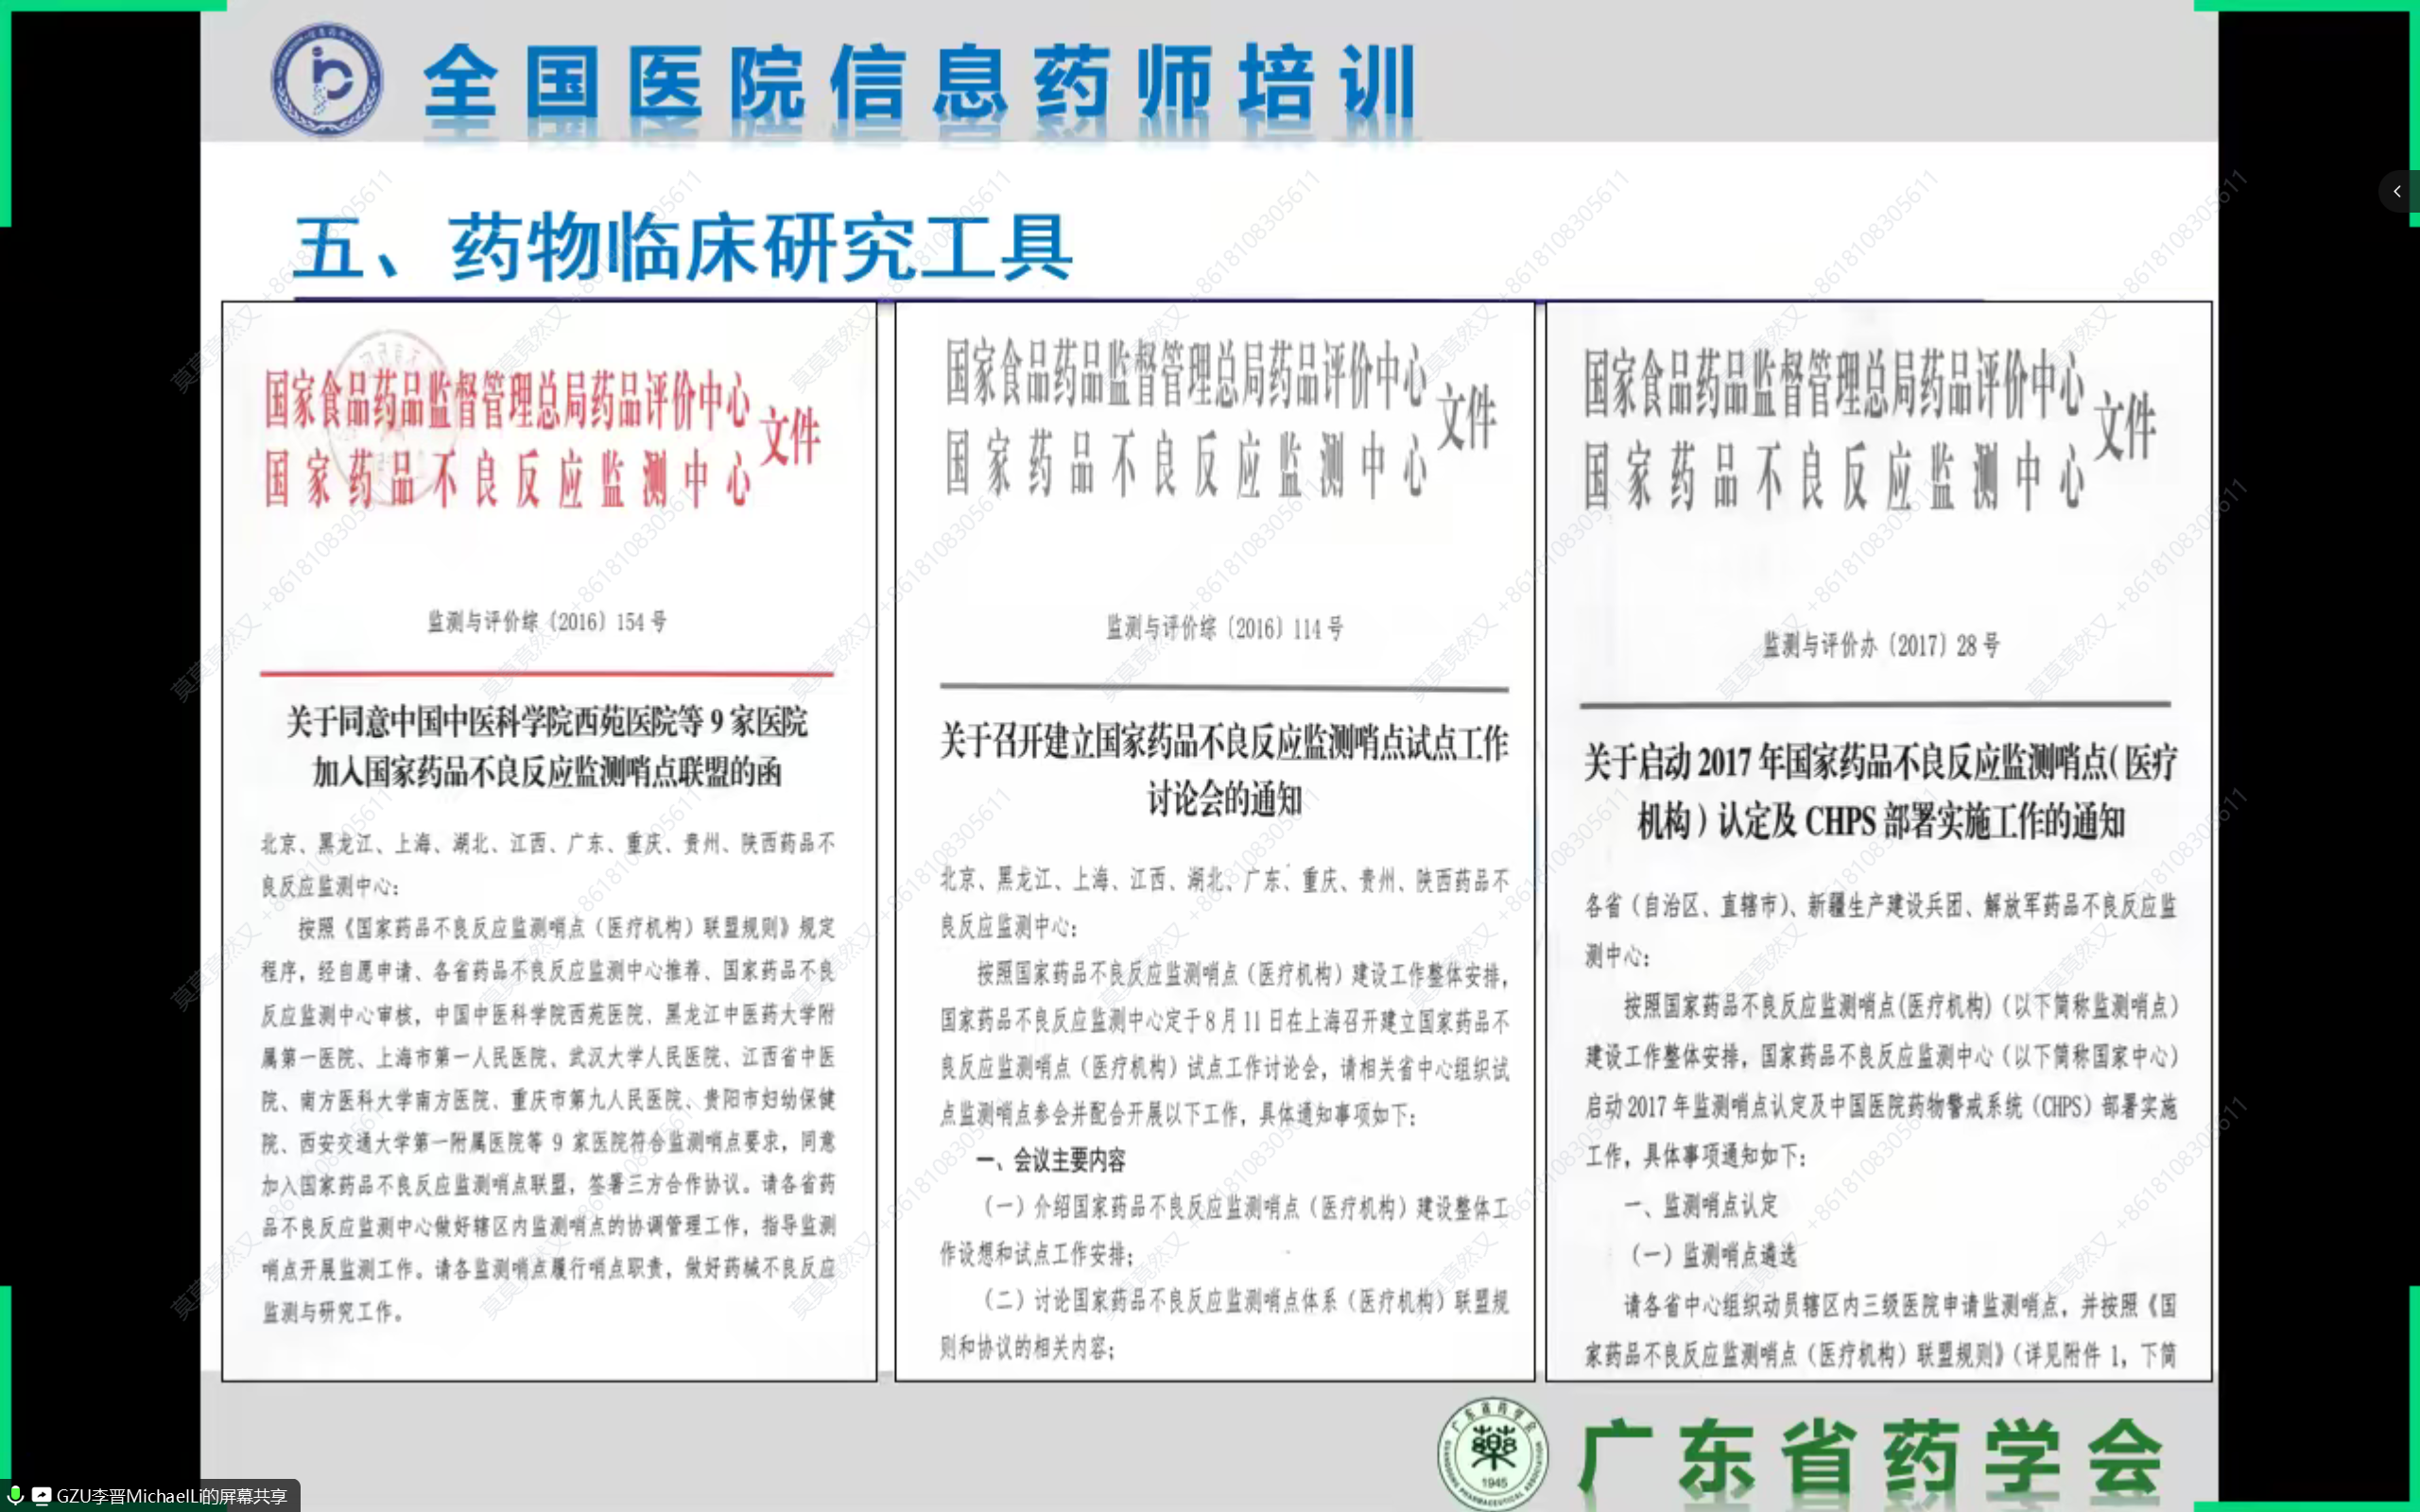 全国医院信息药师培训
五、药物临床研究工具
国家食品药品监督管理总局药品评价中心
国家药品不良反应监测中心
文件
监测与评价综〔2016〕154号
关于同意中国中医科学院西苑医院等9家医院
加入国家药品不良反应监测哨点联盟的函
北京、黑龙江、上海、湖北、江西、广东、重庆、贵州、陕西药品不
良反应监测中心:
按照《国家药品不良反应监测哨点（医疗机构）联盟规则》规定
程序，经自愿申请、各省药品不良反应监测中心推荐、国家药品不良
反应监测中心审核，中国中医科学院西苑医院、黑龙江中医药大学附
属第一医院、上海市第一人民医院、武汉大学人民医院、江西省中医
院、南方医科大学南方医院、重庆市第九人民医院、贵阳市妇幼保健
院、西安交通大学第一附属医院等 9 家医院符合监测哨点要求，同意
加入国家药品不良反应监测哨点联盟，签署三方合作协议。请各省药
品不良反应监测中心做好辖区内监测哨点的协调管理工作，指导监测
哨点开展监测工作。请各监测哨点履行哨点职责，做好药械不良反应
监测与研究工作。
国家食品药品监督管理总局药品评价中心
国家药品不良反应监测中心
文件
监测与评价综〔2016〕114号
关于召开建立国家药品不良反应监测哨点试点工作
讨论会的通知
北京、黑龙江、上海、江西、湖北、广东、重庆、贵州、陕西药品不
良反应监测中心:
按照国家药品不良反应监测哨点（医疗机构）建设工作整体安排，
国家药品不良反应监测中心定于8月11日在上海召开建立国家药品不
良反应监测哨点（医疗机构）试点工作讨论会，请相关省中心组织试
点监测哨点参会并配合开展以下工作，具体通知事项如下:
一、会议主要内容
（一）介绍国家药品不良反应监测哨点（医疗机构）建设整体工
作设想和试点工作安排;
（二）讨论国家药品不良反应监测哨点体系（医疗机构）联盟规
则和协议的相关内容;
国家食品药品监督管理总局药品评价中心
国家药品不良反应监测中心
文件
监测与评价办〔2017〕28号
关于启动2017年国家药品不良反应监测哨点（医疗
机构）认定及CHPS部署实施工作的通知
各省（自治区、直辖市）、新疆生产建设兵团、解放军药品不良反应监
测中心:
按照国家药品不良反应监测哨点(医疗机构)（以下简称监测哨点）
建设工作整体安排，国家药品不良反应监测中心（以下简称国家中心）
启动2017年监测哨点认定及中国医院药物警戒系统（CHPS）部署实施
工作，具体事项通知如下:
一、监测哨点认定
（一）监测哨点遴选
请各省中心组织动员辖区内三级医院申请监测哨点，并按照《国
家药品不良反应监测哨点（医疗机构）联盟规则》（详见附件 1，下简
广东省药学会
1945
广东省药学会
GZU李晋MichaelLi的屏幕共享
莫莫竟然又 +8618108305611